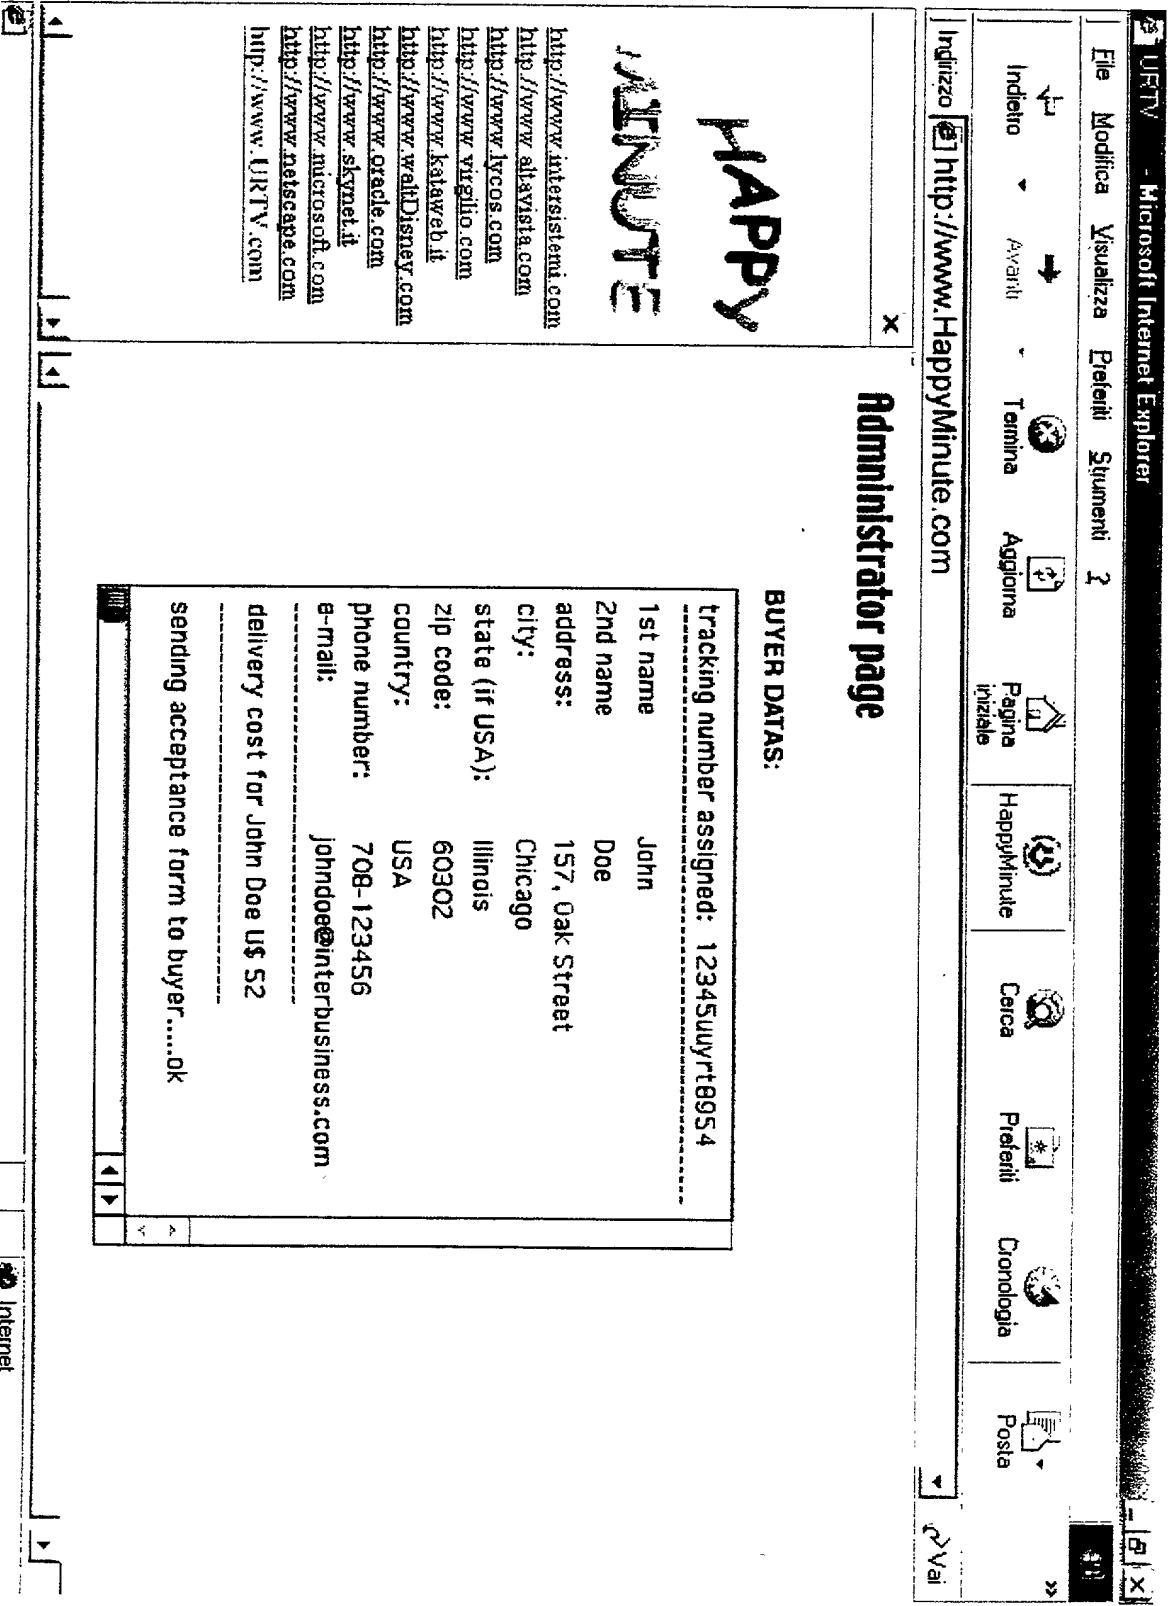 URTV - Microsoft Internet Explorer
File Modifica Visualizza Preferiti Strumenti ?
Indietro Avanti Termina Aggiorna Pagina iniziale HappyMinute Cerca Preferiti Cronologia Posta »
Indirizzo http://www.HappyMinute.com Vai
HAPPY
MINUTE
http://www.intersistemi.com
http://www.altavista.com
http://www.lycos.com
http://www.virgilio.com
http://www.kataweb.it
http://www.waltDisney.com
http://www.oracle.com
http://www.skynet.it
http://www.microsoft.com
http://www.netscape.com
http://www.URTV.com
Admninistrator page
BUYER DATAS:
tracking number assigned: 12345uuyrt8954
--------------------------------------------------
1st name John
2nd name Doe
address: 157, Oak Street
city: Chicago
state (if USA): Illinois
zip code: 60302
country: USA
phone number: 708-123456
e-mail: johndoe@interbusiness.com
--------------------------------------
delivery cost for John Doe U$ 52
--------------------------------------
sending acceptance form to buyer.....ok
Internet